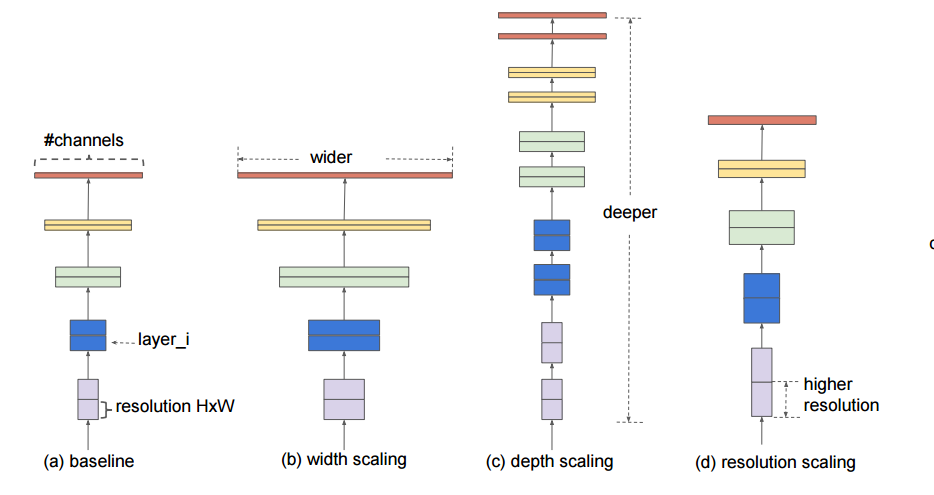 #channels
wider
deeper
layer_i
resolution HxW
higher
resolution
(a) baseline
(b) width scaling
(c) depth scaling
(d) resolution scaling